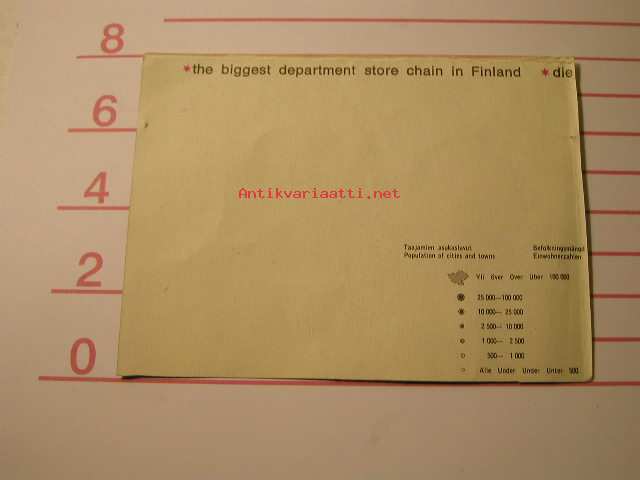 8
*the biggest department store chain in Finland *die
6
Antikvariaatti.net
4
Taajamien asukasluvut Befolkningsmängd
Population of cities and towns Einwohnerzahlen
2
Yli över Over Über 100 000
25 000—100 000
10 000— 25 000
2 500— 10 000
1 000— 2 500
500— 1 000
0
Alle Under Under Unter 500